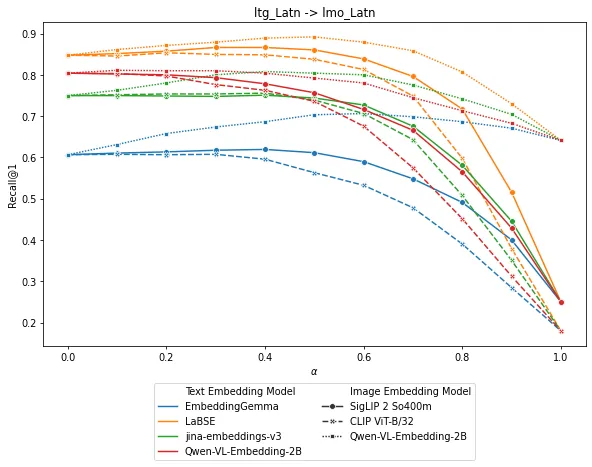 ltg_Latn -> lmo_Latn
Recall@1
0.9
0.8
0.7
0.6
0.5
0.4
0.3
0.2
0.0
0.2
0.4
0.6
0.8
1.0
α
Text Embedding Model
EmbeddingGemma
LaBSE
jina-embeddings-v3
Qwen-VL-Embedding-2B
Image Embedding Model
SigLIP 2 So400m
CLIP ViT-B/32
Qwen-VL-Embedding-2B